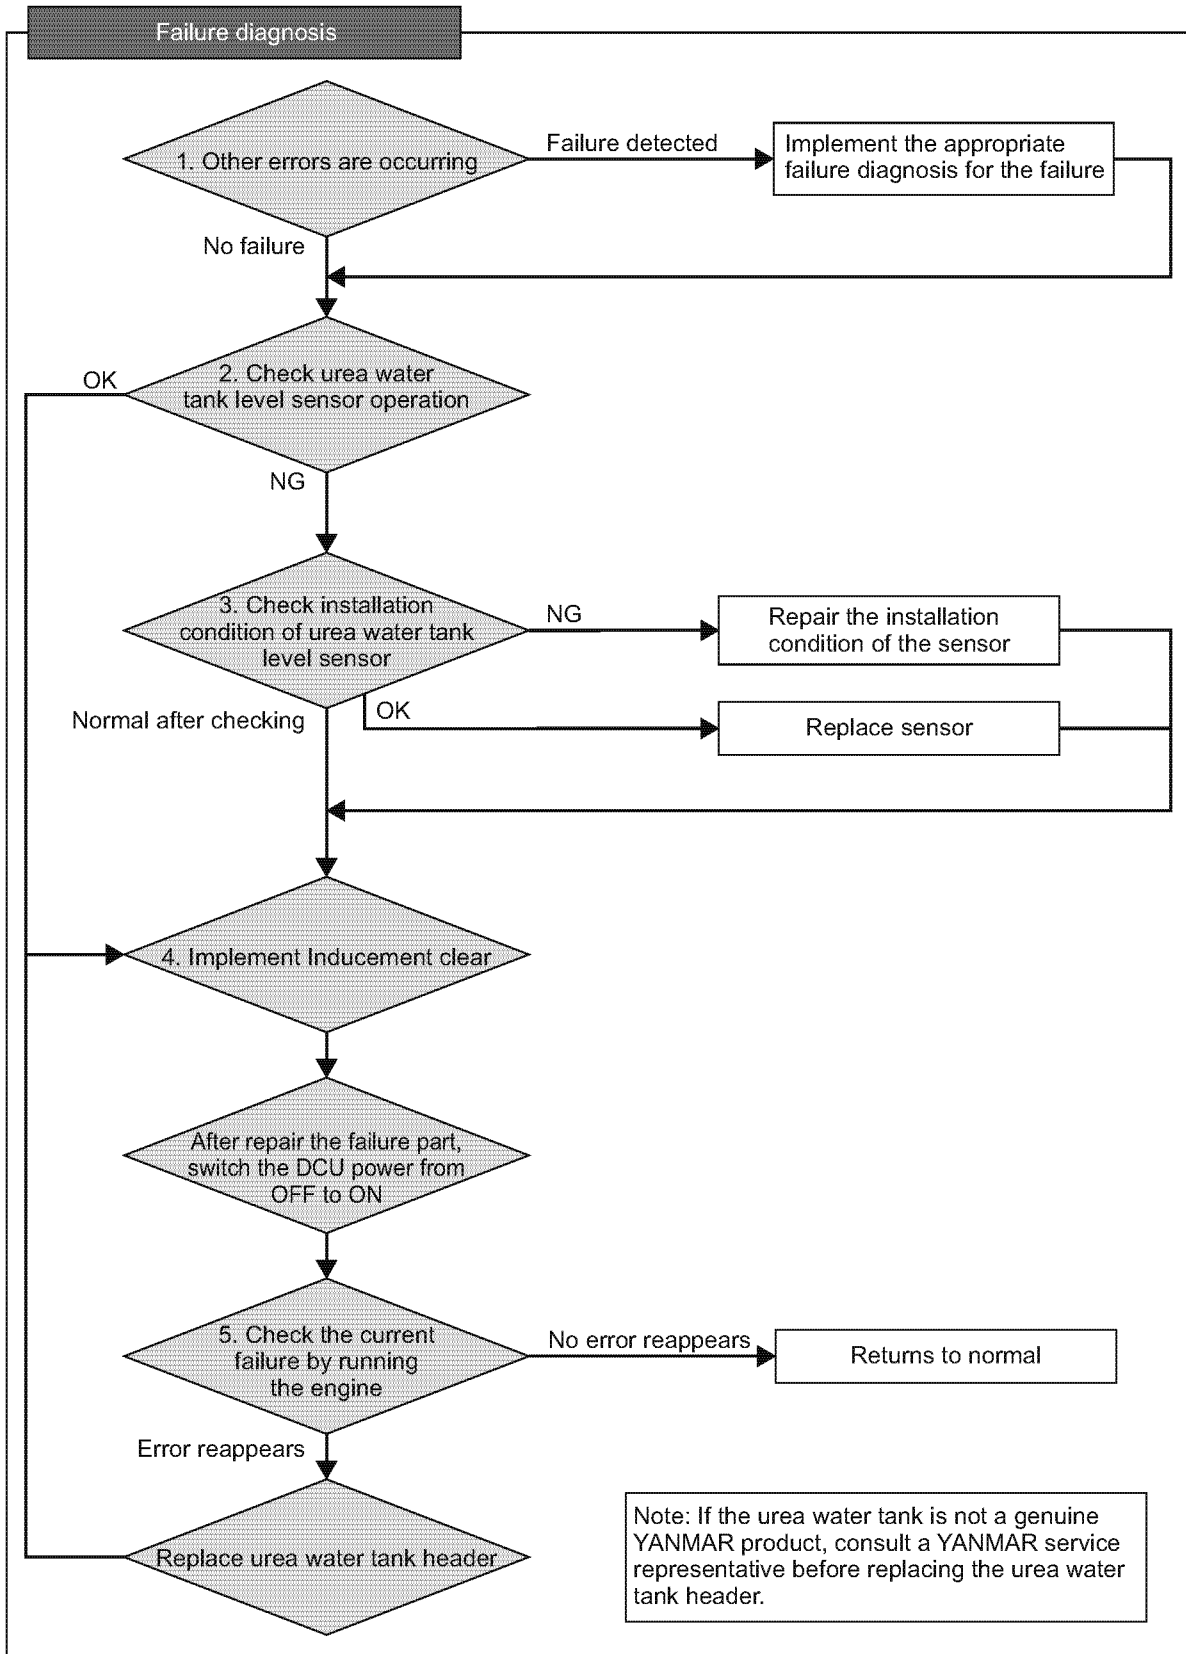 Failure diagnosis
1. Other errors are occurring
Failure detected
Implement the appropriate
failure diagnosis for the failure
No failure
OK
2. Check urea water
tank level sensor operation
NG
3. Check installation
condition of urea water tank
level sensor
NG
Repair the installation
condition of the sensor
Normal after checking
OK
Replace sensor
4. Implement Inducement clear
After repair the failure part,
switch the DCU power from
OFF to ON
5. Check the current
failure by running
the engine
No error reappears
Returns to normal
Error reappears
Replace urea water tank header
Note: If the urea water tank is not a genuine
YANMAR product, consult a YANMAR service
representative before replacing the urea water
tank header.